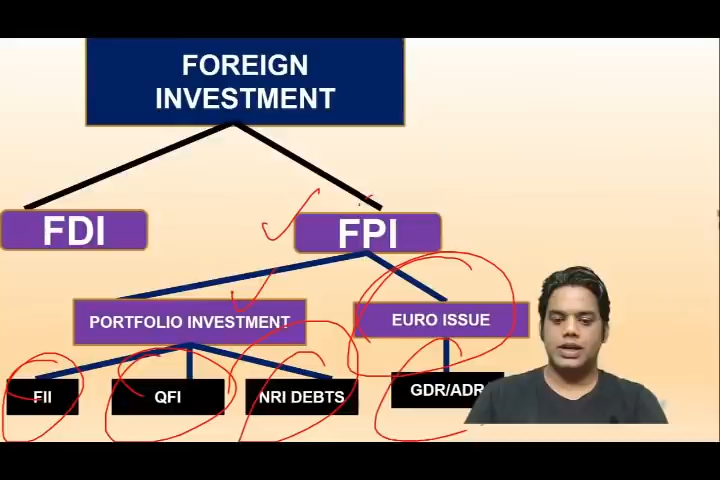 FOREIGN
INVESTMENT
FDI
FPI
PORTFOLIO INVESTMENT
EURO ISSUE
FII
QFI
NRI DEBTS
GDR/ADR